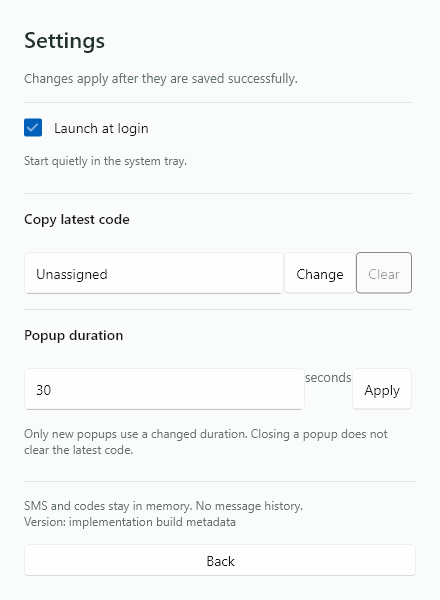 Settings
Changes apply after they are saved successfully.
Launch at login
Start quietly in the system tray.
Copy latest code
Unassigned Change Clear
Popup duration
30 seconds Apply
Only new popups use a changed duration. Closing a popup does not
clear the latest code.
SMS and codes stay in memory. No message history.
Version: implementation build metadata
Back